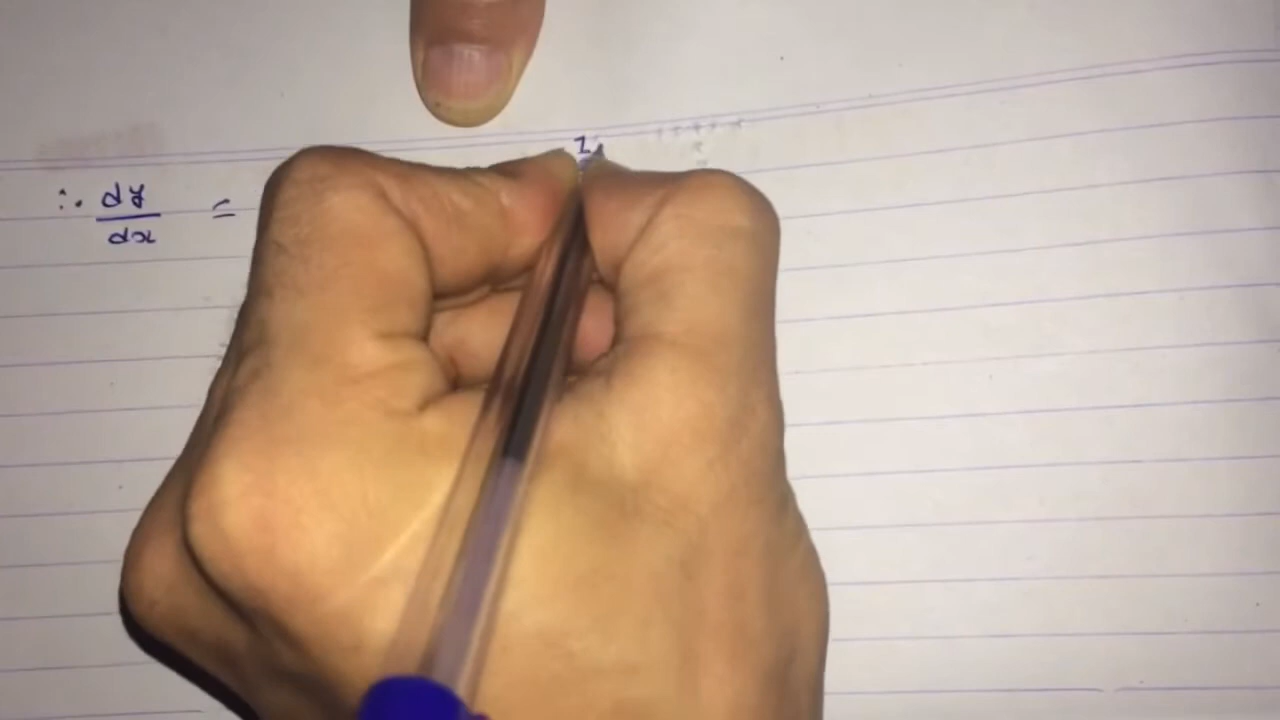 ∴ dy/dx =